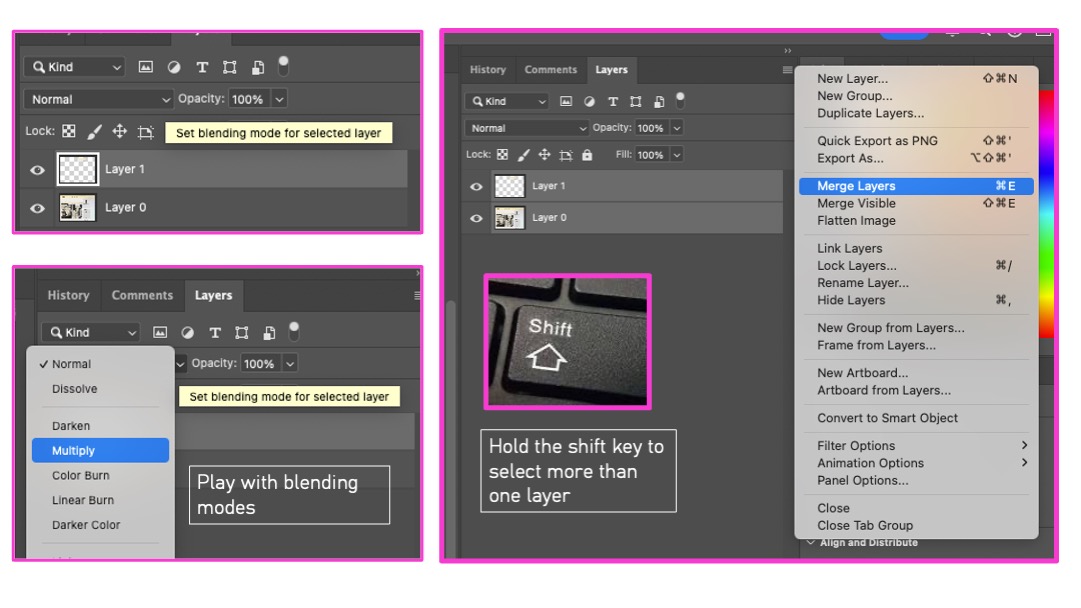 Kind
Normal
Opacity: 100%
Lock:
Set blending mode for selected layer
Layer 1
Layer 0
History Comments Layers
Kind
✓ Normal
Opacity: 100%
Dissolve
Set blending mode for selected layer
Darken
Multiply
Color Burn
Linear Burn
Darker Color
Play with blending
modes
History Comments Layers
Kind
Normal
Opacity: 100%
Lock:
Fill: 100%
Layer 1
Layer 0
Shift
Hold the shift key to
select more than
one layer
New Layer... ⇧⌘N
New Group...
Duplicate Layers...
Quick Export as PNG ⇧⌘'
Export As... ⌥⇧⌘'
Merge Layers ⌘E
Merge Visible ⇧⌘E
Flatten Image
Link Layers
Lock Layers... ⌘/
Rename Layer...
Hide Layers ⌘,
New Group from Layers...
Frame from Layers...
New Artboard...
Artboard from Layers...
Convert to Smart Object
Filter Options
Animation Options
Panel Options...
Close
Close Tab Group
Align and Distribute